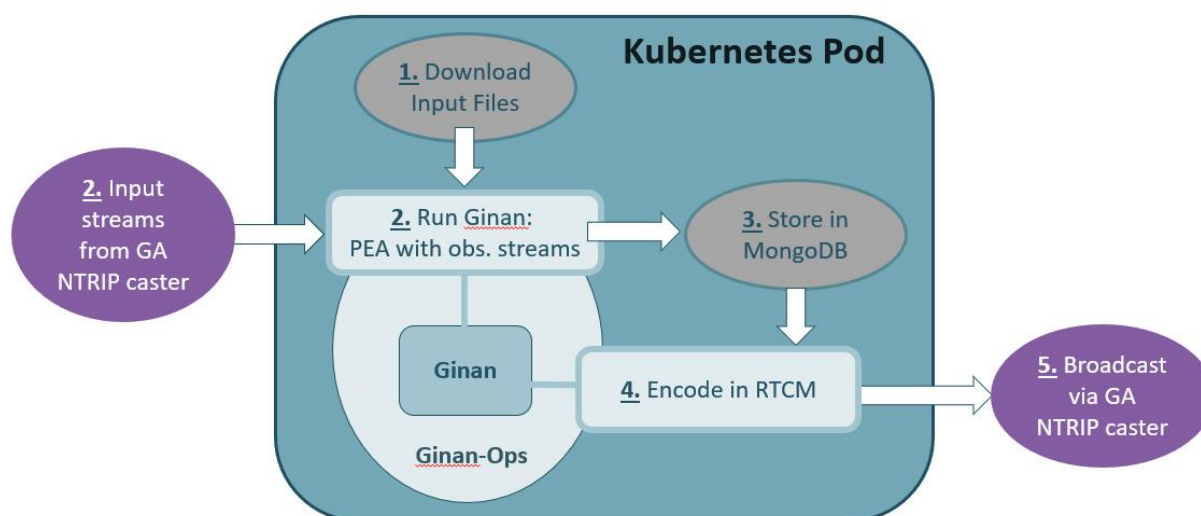 Kubernetes Pod
1. Download
Input Files
2. Input
streams
from GA
NTRIP caster
2. Run Ginan:
PEA with obs. streams
3. Store in
MongoDB
Ginan
4. Encode in RTCM
5. Broadcast
via GA
NTRIP caster
Ginan-Ops